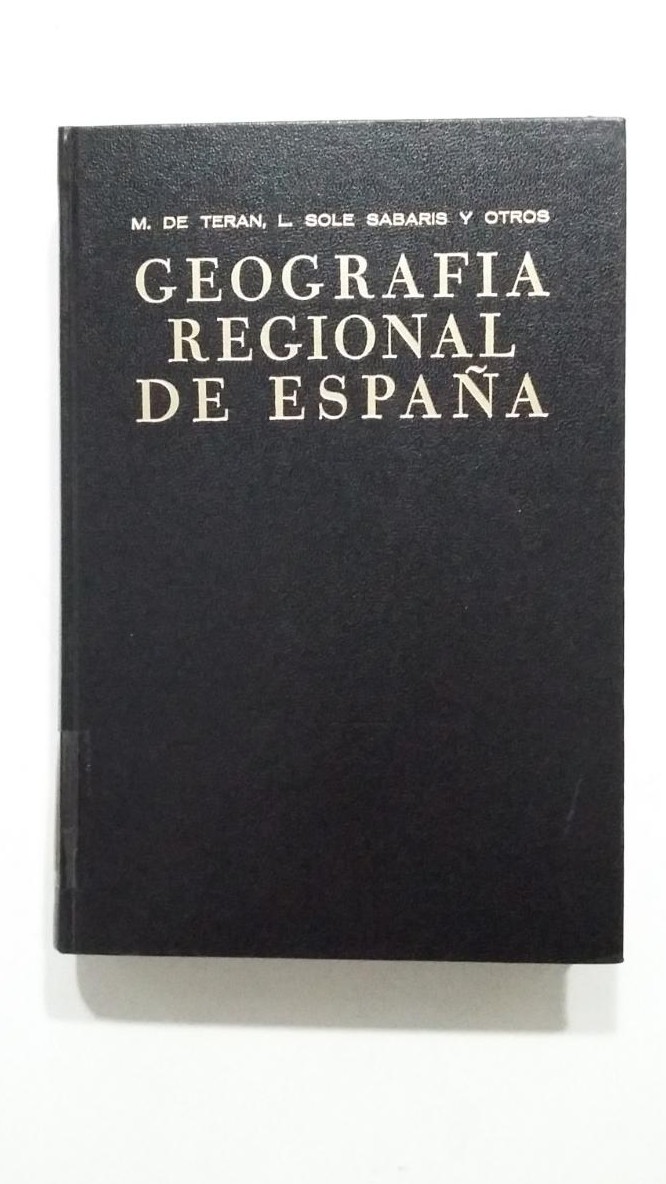 M. DE TERAN, L. SOLE SABARIS Y OTROS
GEOGRAFIA
REGIONAL
DE ESPAÑA